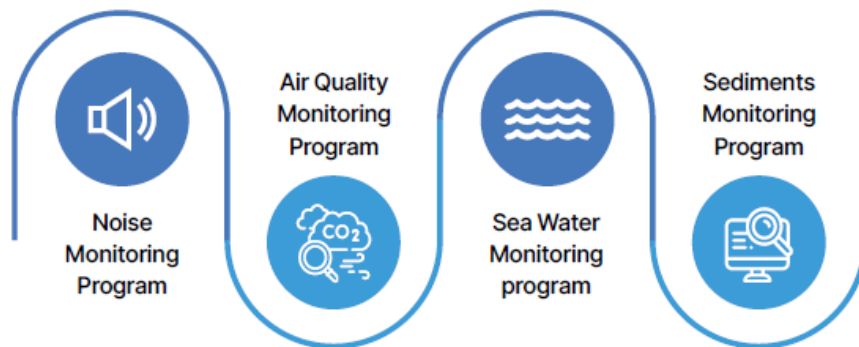 Noise
Monitoring
Program
Air Quality
Monitoring
Program
CO2
Sea Water
Monitoring
program
Sediments
Monitoring
Program